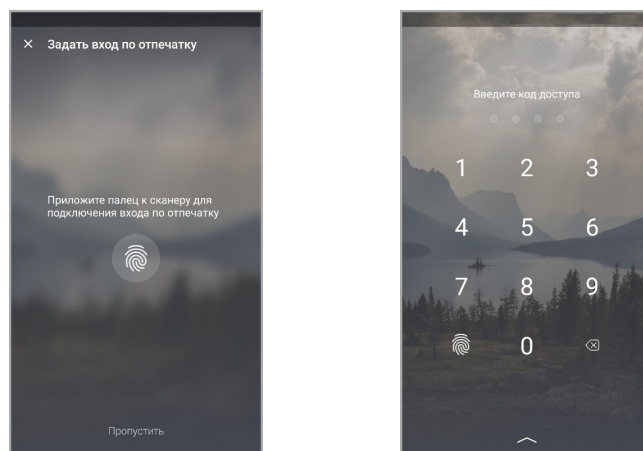 Задать вход по отпечатку
Приложите палец к сканеру для
подключения входа по отпечатку
Пропустить
Введите код доступа
1 2 3
4 5 6
7 8 9
0